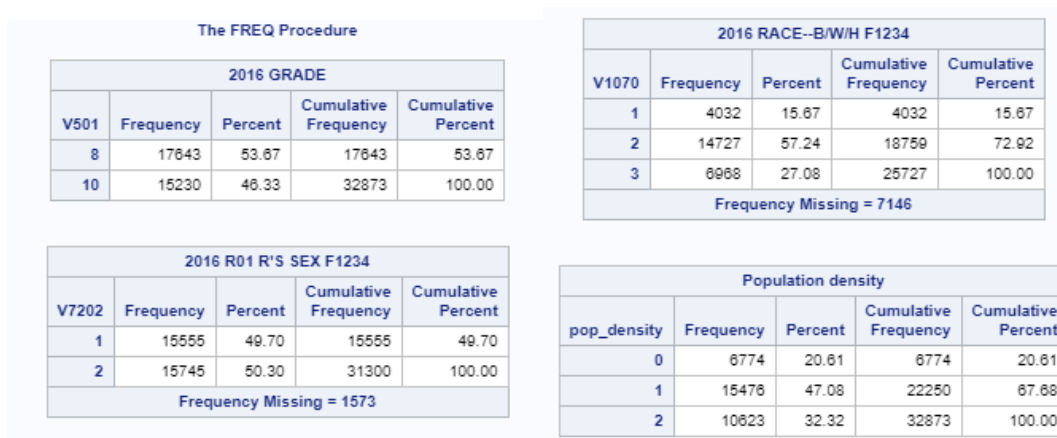 The FREQ Procedure
2016 GRADE
V501 Frequency Percent Cumulative Frequency Cumulative Percent
8 17643 53.67 17643 53.67
10 15230 46.33 32873 100.00
2016 R01 R'S SEX F1234
V7202 Frequency Percent Cumulative Frequency Cumulative Percent
1 15555 49.70 15555 49.70
2 15745 50.30 31300 100.00
Frequency Missing = 1573
2016 RACE--B/W/H F1234
V1070 Frequency Percent Cumulative Frequency Cumulative Percent
1 4032 15.67 4032 15.67
2 14727 57.24 18759 72.92
3 6968 27.08 25727 100.00
Frequency Missing = 7146
Population density
pop_density Frequency Percent Cumulative Frequency Cumulative Percent
0 6774 20.61 6774 20.61
1 15476 47.08 22250 67.68
2 10623 32.32 32873 100.00